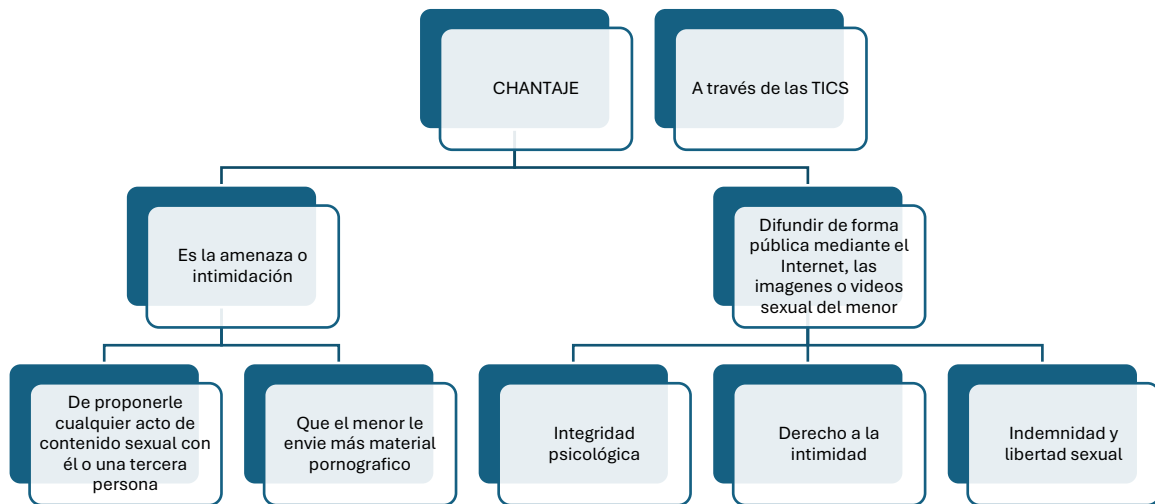 CHANTAJE
A través de las TICS
Es la amenaza o
intimidación
Difundir de forma
pública mediante el
Internet, las
imagenes o videos
sexual del menor
De proponerle
cualquier acto de
contenido sexual con
él o una tercera
persona
Que el menor le
envie más material
pornografico
Integridad
psicológica
Derecho a la
intimidad
Indemnidad y
libertad sexual